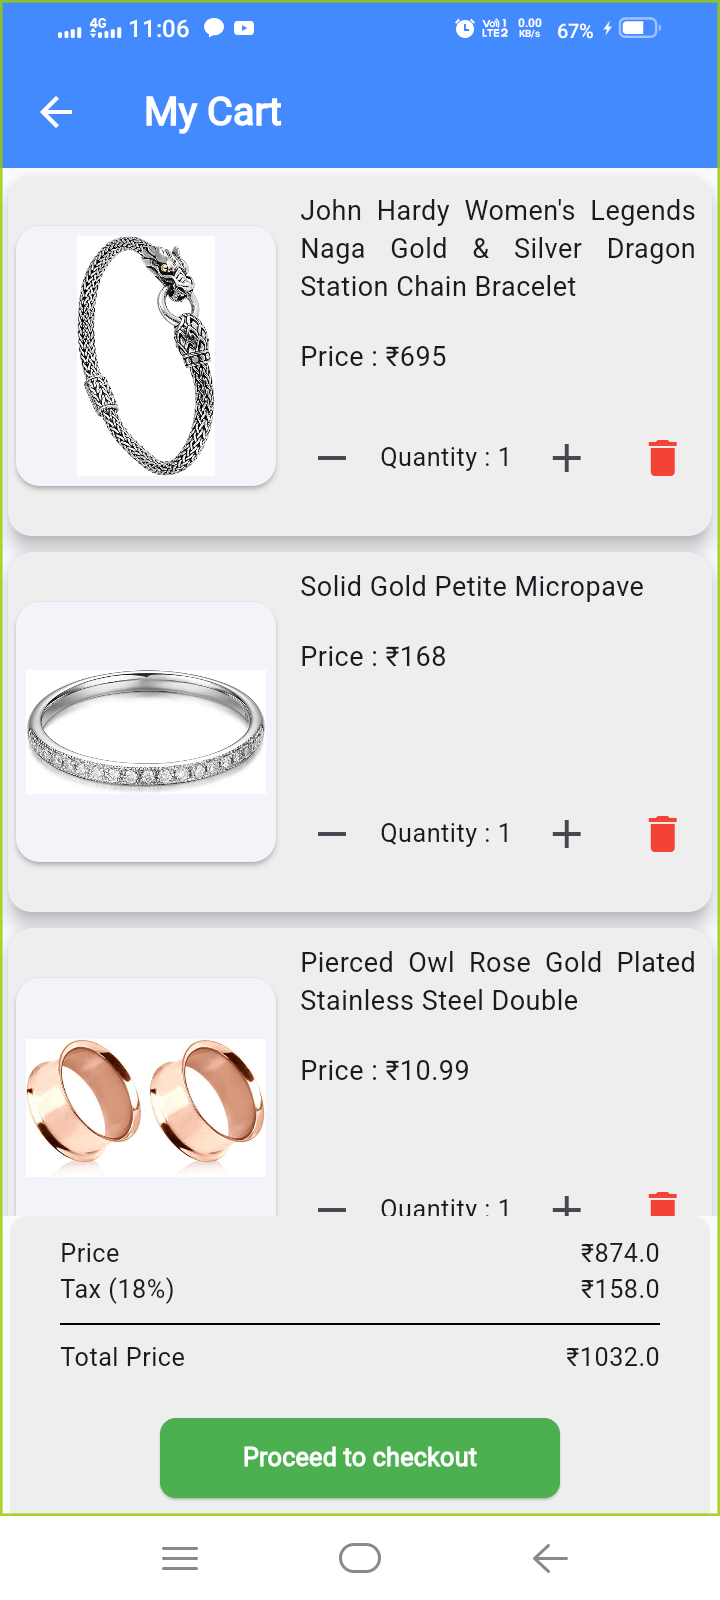 4G 11:06 Vo)) 1 LTE2 0.00 KB/s 67%
My Cart
John Hardy Women's Legends
Naga Gold & Silver Dragon
Station Chain Bracelet
Price : ₹695
Quantity : 1
Solid Gold Petite Micropave
Price : ₹168
Quantity : 1
Pierced Owl Rose Gold Plated
Stainless Steel Double
Price : ₹10.99
Quantity : 1
Price ₹874.0
Tax (18%) ₹158.0
Total Price ₹1032.0
Proceed to checkout